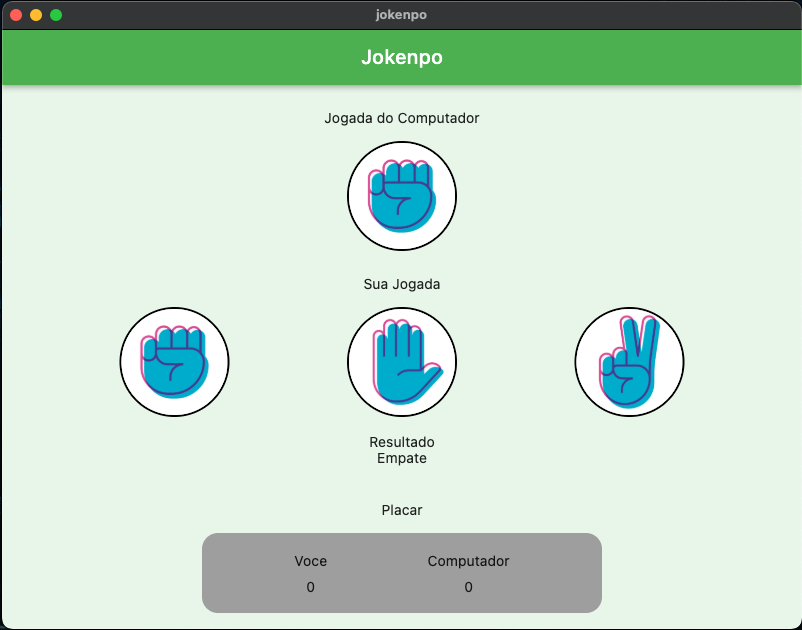 jokenpo
Jokenpo
Jogada do Computador
Sua Jogada
Resultado
Empate
Placar
Voce Computador
0 0